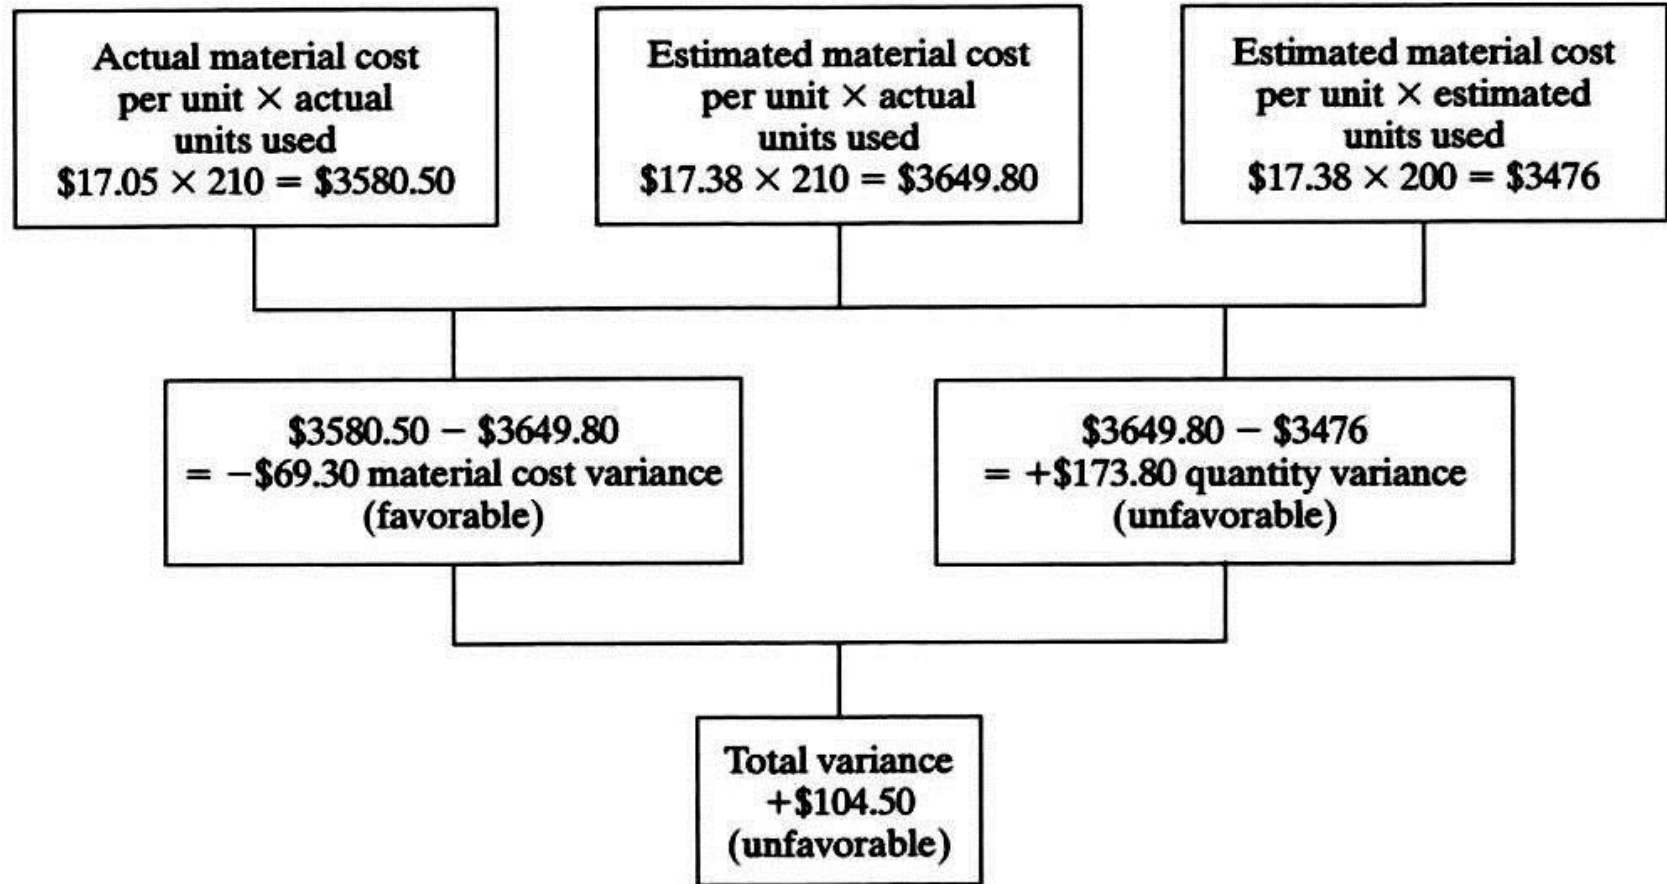 Actual material cost
per unit × actual
units used
$17.05 × 210 = $3580.50
Estimated material cost
per unit × actual
units used
$17.38 × 210 = $3649.80
Estimated material cost
per unit × estimated
units used
$17.38 × 200 = $3476
$3580.50 − $3649.80
= −$69.30 material cost variance
(favorable)
$3649.80 − $3476
= +$173.80 quantity variance
(unfavorable)
Total variance
+$104.50
(unfavorable)